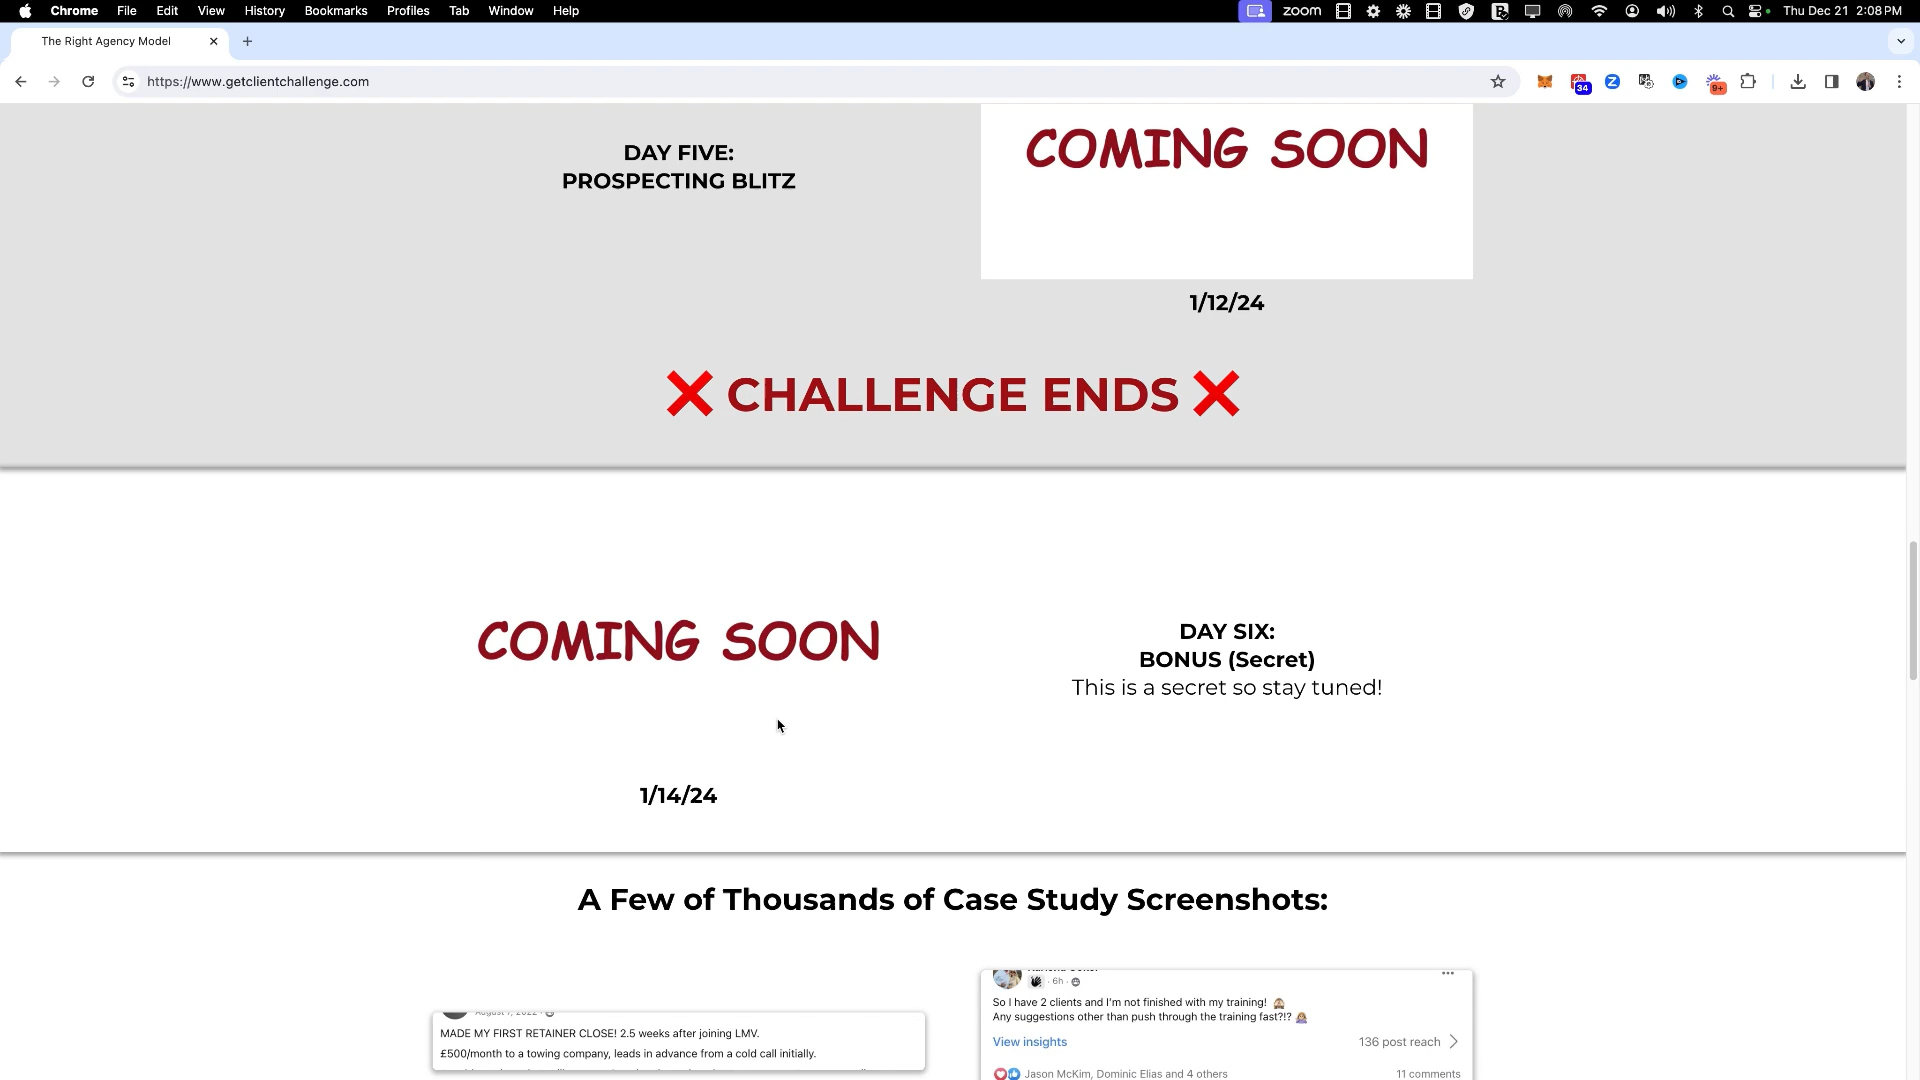 Chrome File Edit View History Bookmarks Profiles Tab Window Help zoom Thu Dec 21 2:08 PM
The Right Agency Model
https://www.getclientchallenge.com 34 9+
DAY FIVE:
PROSPECTING BLITZ
COMING SOON
1/12/24
❌ CHALLENGE ENDS ❌
COMING SOON
1/14/24
DAY SIX:
BONUS (Secret)
This is a secret so stay tuned!
A Few of Thousands of Case Study Screenshots:
MADE MY FIRST RETAINER CLOSE! 2.5 weeks after joining LMV.
£500/month to a towing company, leads in advance from a cold call initially.
· 6h ·
So I have 2 clients and I'm not finished with my training!
Any suggestions other than push through the training fast?!?
View insights 136 post reach
Jason McKim, Dominic Elias and 4 others 11 comments